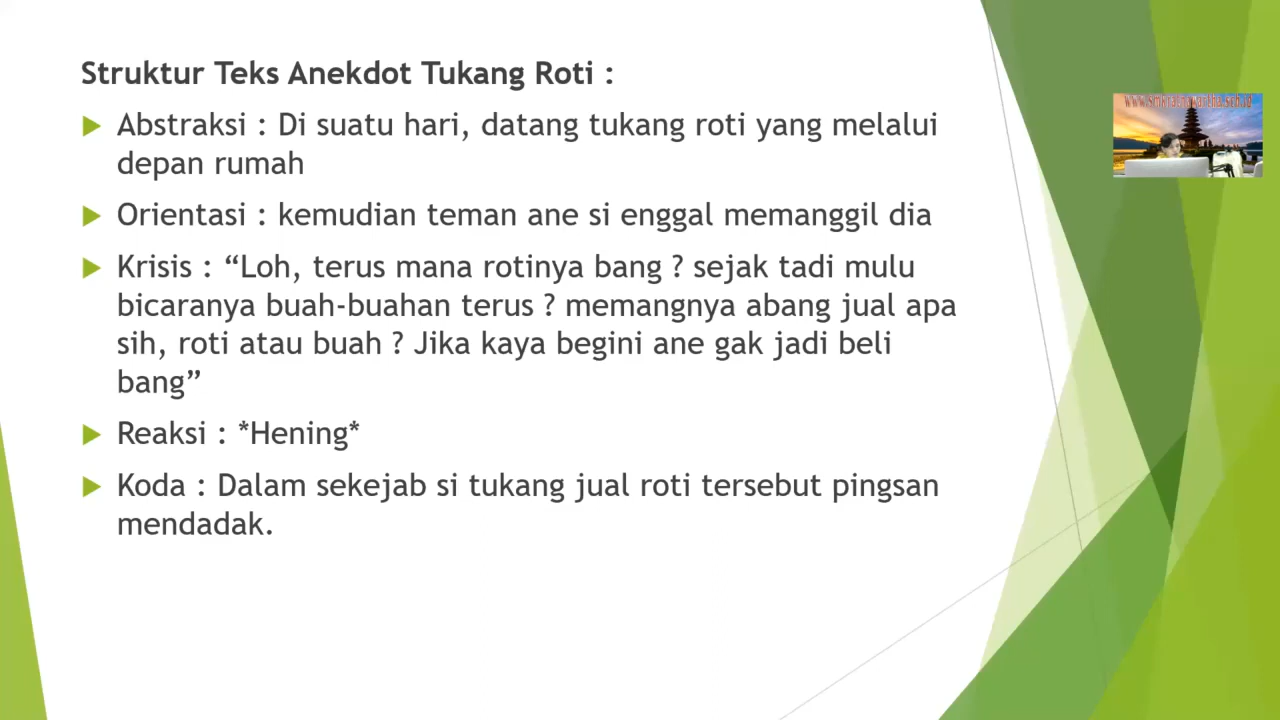 Struktur Teks Anekdot Tukang Roti :
Abstraksi : Di suatu hari, datang tukang roti yang melalui
depan rumah
Orientasi : kemudian teman ane si enggal memanggil dia
Krisis : “Loh, terus mana rotinya bang ? sejak tadi mulu
bicaranya buah-buahan terus ? memangnya abang jual apa
sih, roti atau buah ? Jika kaya begini ane gak jadi beli
bang”
Reaksi : *Hening*
Koda : Dalam sekejab si tukang jual roti tersebut pingsan
mendadak.